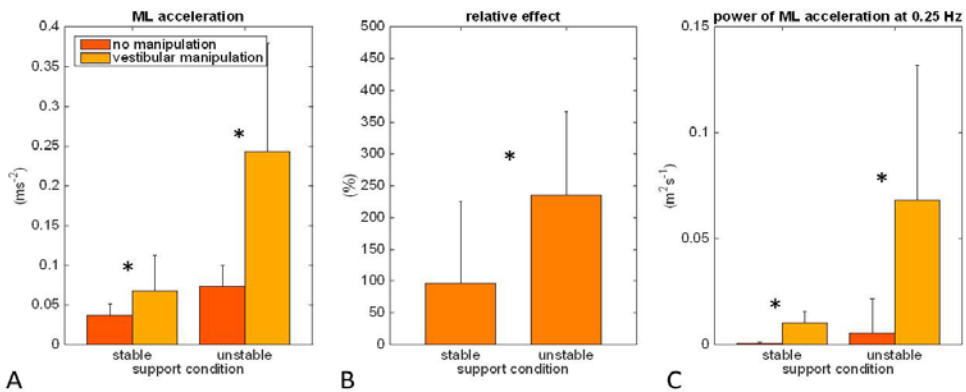 ML acceleration
no manipulation
vestibular manipulation
(ms-2)
0.4
0.35
0.3
0.25
0.2
0.15
0.1
0.05
0
*
*
stable
unstable
support condition
A
relative effect
(%)
500
450
400
350
300
250
200
150
100
50
0
*
stable
unstable
support condition
B
power of ML acceleration at 0.25 Hz
(m2s-1)
0.15
0.1
0.05
0
*
*
stable
unstable
support condition
C